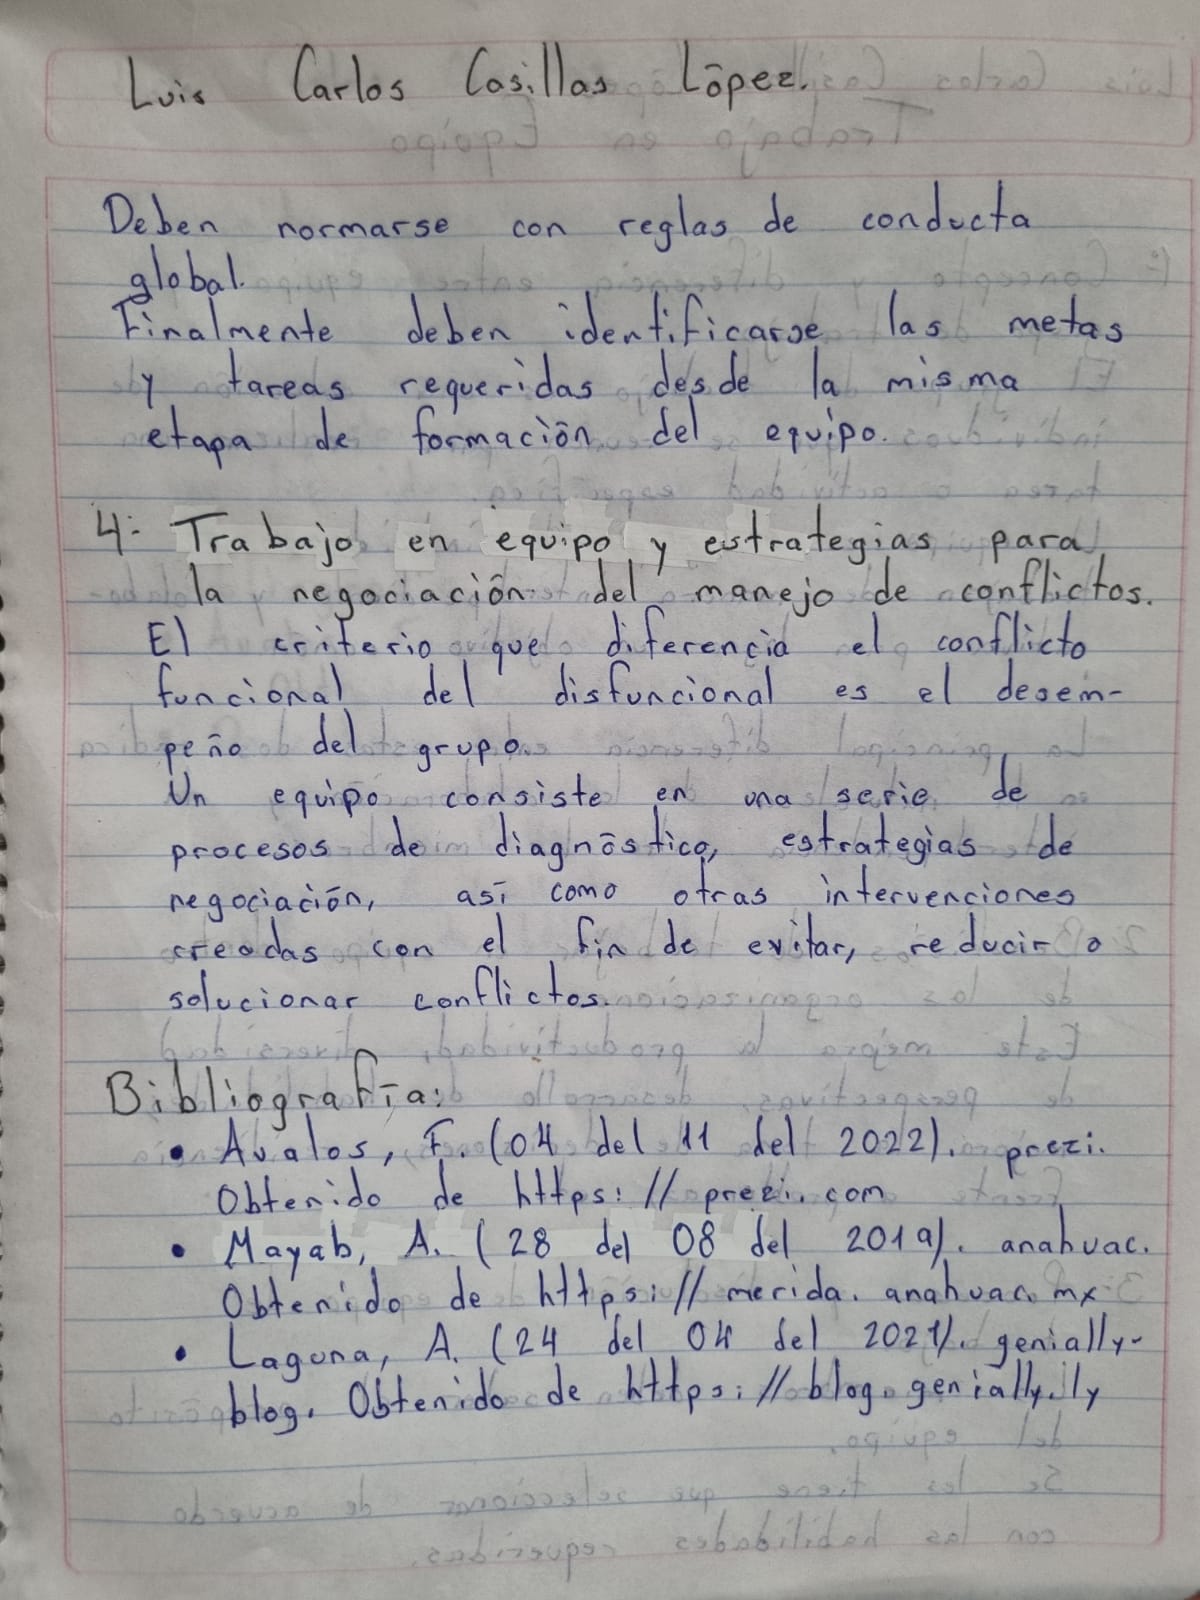 Luis Carlos Casillas López.
Deben normarse con reglas de conducta
global.
Finalmente deben identificarse las metas
y tareas requeridas desde la misma
etapa de formación del equipo.
4.- Trabajo en equipo y estrategias para
la negociación del manejo de conflictos.
El criterio que diferencia el conflicto
funcional del disfuncional es el desem-
peño del grupo.
Un equipo consiste en una serie de
procesos de diagnóstico, estrategias de
negociación, así como otras intervenciones
creadas con el fin de evitar, reducir o
solucionar conflictos.
Bibliografía:
• Avalos, F. (04 del 11 del 2022). prezi.
Obtenido de https://prezi.com
• Mayab, A. (28 del 08 del 2019). anahuac.
Obtenido de https://merida.anahuac.mx
• Laguna, A. (24 del 04 del 2021). genially-
blog. Obtenido de https://blog.genially.ly